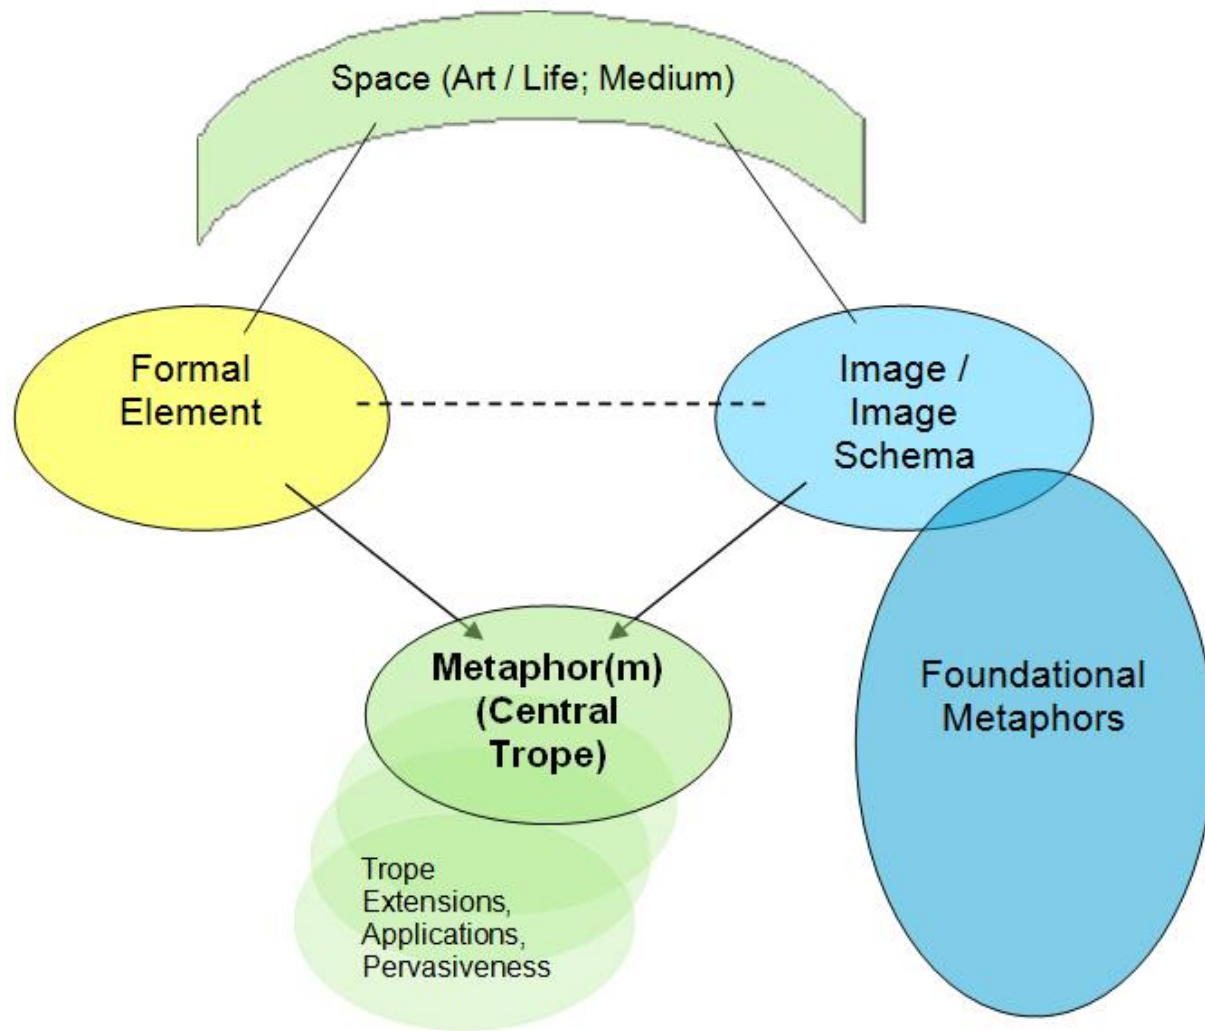 Space (Art / Life; Medium)
Formal
Element
Image /
Image
Schema
Metaphor(m)
(Central
Trope)
Foundational
Metaphors
Trope
Extensions,
Applications,
Pervasiveness